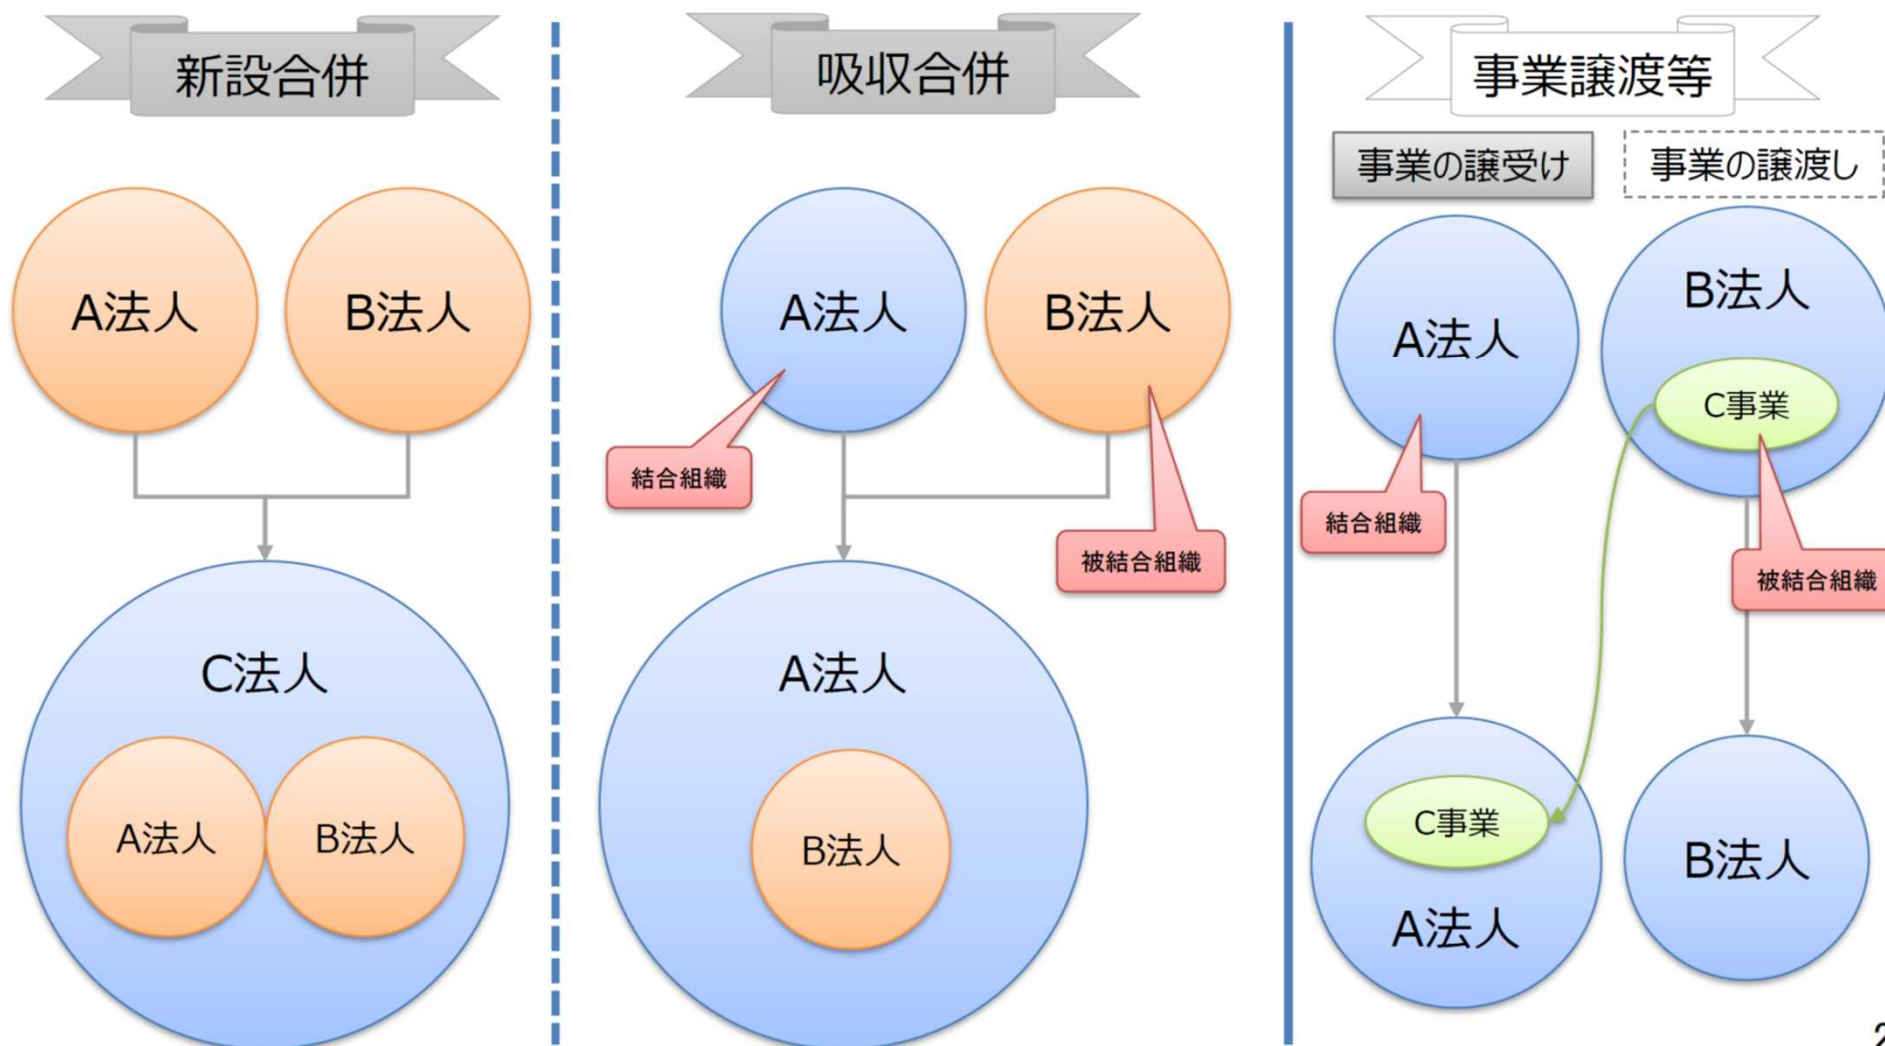 新設合併
A法人
B法人
C法人
A法人
B法人
吸収合併
A法人
B法人
結合組織
被結合組織
A法人
B法人
事業譲渡等
事業の譲受け
事業の譲渡し
A法人
B法人
C事業
結合組織
被結合組織
C事業
A法人
B法人
2